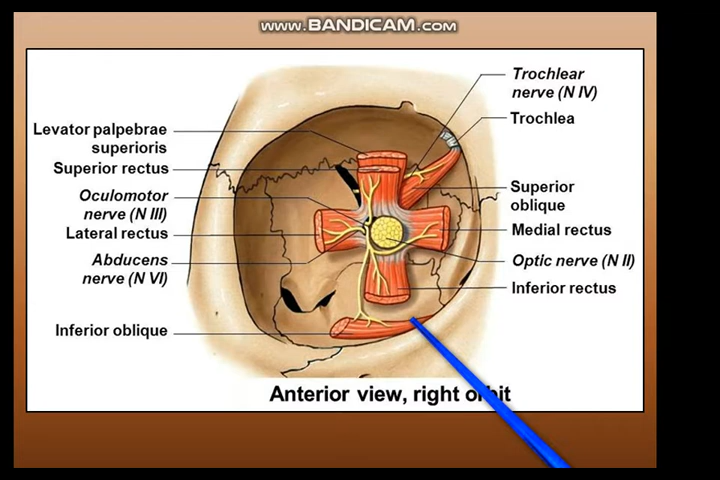 www.BANDICAM.com
Trochlear
nerve (N IV)
Trochlea
Levator palpebrae
superioris
Superior rectus
Oculomotor
nerve (N III)
Lateral rectus
Abducens
nerve (N VI)
Inferior oblique
Superior
oblique
Medial rectus
Optic nerve (N II)
Inferior rectus
Anterior view, right orbit